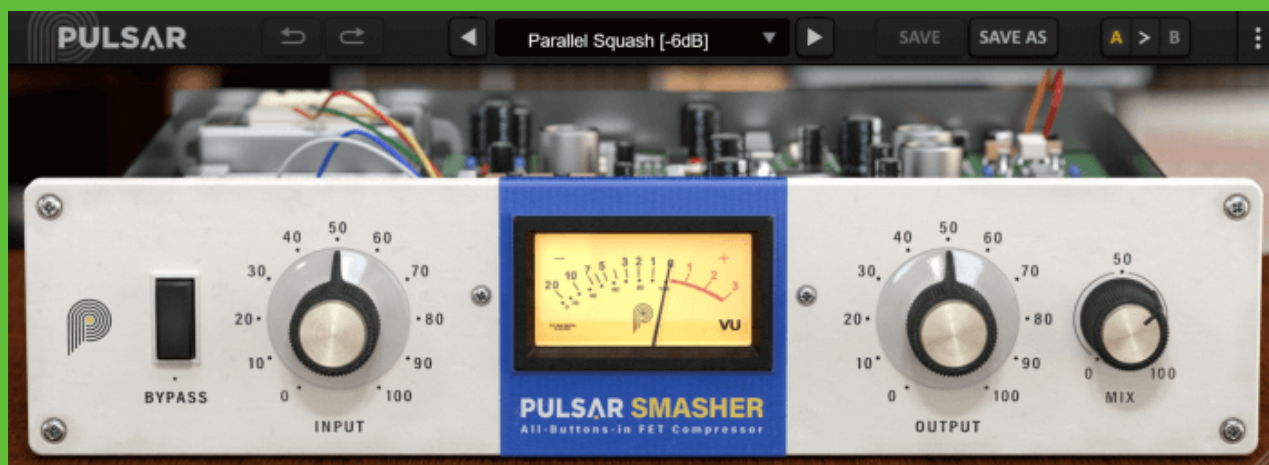 PULSAR
Parallel Squash [-6dB]
SAVE
SAVE AS
A > B
50
40 60
30 70
20 80
10 90
0 100
INPUT
BYPASS
- +
20 10 7 5 3 2 1 0 1 2 3
VU
PULSAR SMASHER
All-Buttons-in FET Compressor
50
40 60
30 70
20 80
10 90
0 100
OUTPUT
50
0 100
MIX